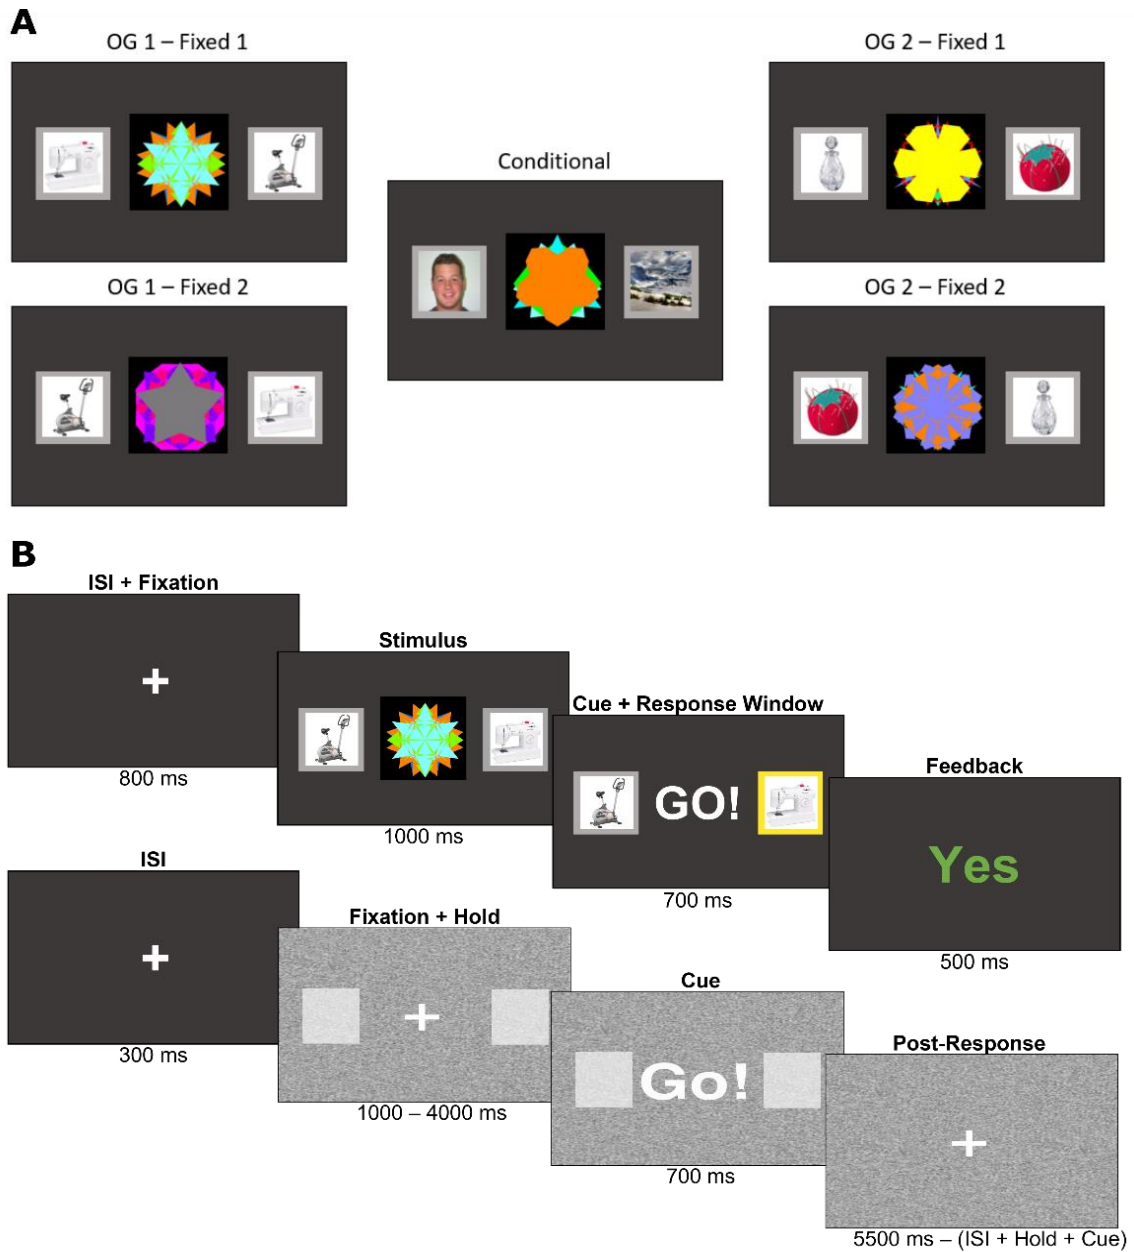 A
OG 1 – Fixed 1
OG 2 – Fixed 1
Conditional
OG 1 – Fixed 2
OG 2 – Fixed 2
B
ISI + Fixation
800 ms
Stimulus
1000 ms
Cue + Response Window
GO!
700 ms
Feedback
Yes
500 ms
ISI
300 ms
Fixation + Hold
1000 – 4000 ms
Cue
Go!
700 ms
Post-Response
5500 ms – (ISI + Hold + Cue)